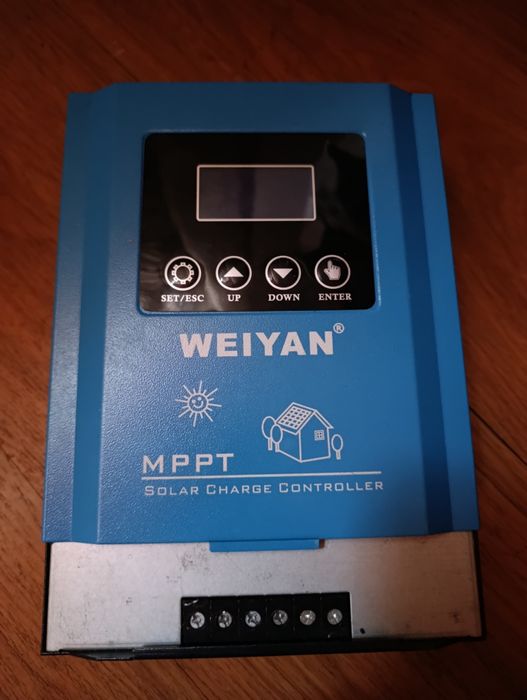 SET/ESC UP DOWN ENTER
WEIYAN®
MPPT
SOLAR CHARGE CONTROLLER